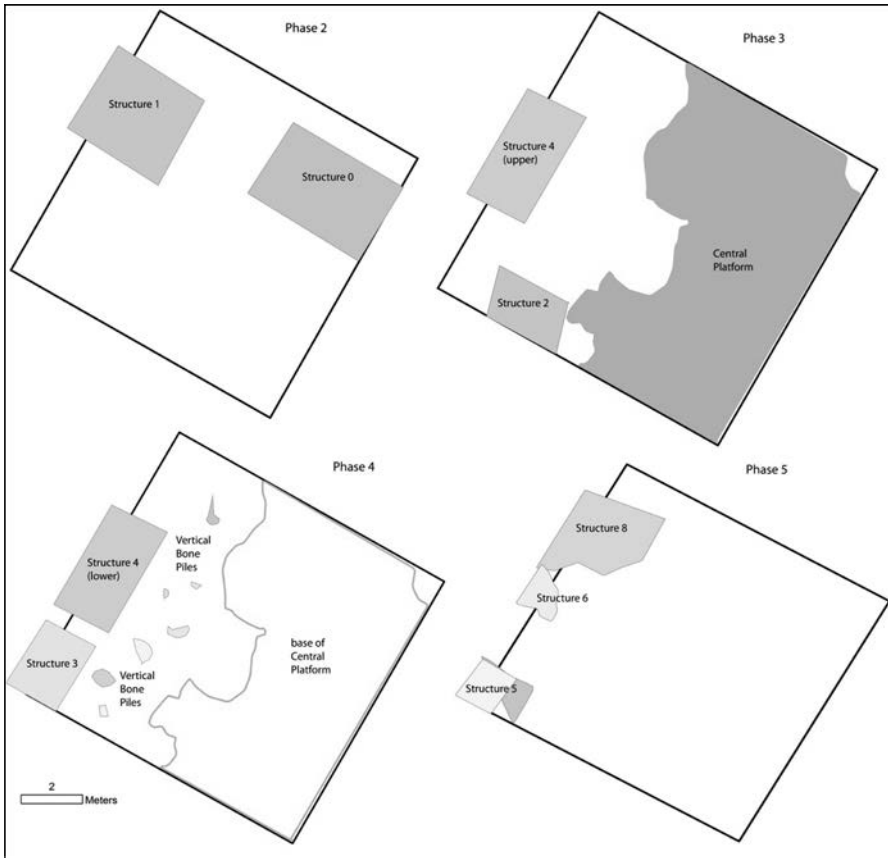 Phase 2
Structure 1
Structure 0
Phase 3
Structure 4
(upper)
Central
Platform
Structure 2
Phase 4
Vertical
Bone
Piles
Structure 4
(lower)
Structure 3
Vertical
Bone
Piles
base of
Central
Platform
2
Meters
Phase 5
Structure 8
Structure 6
Structure 5